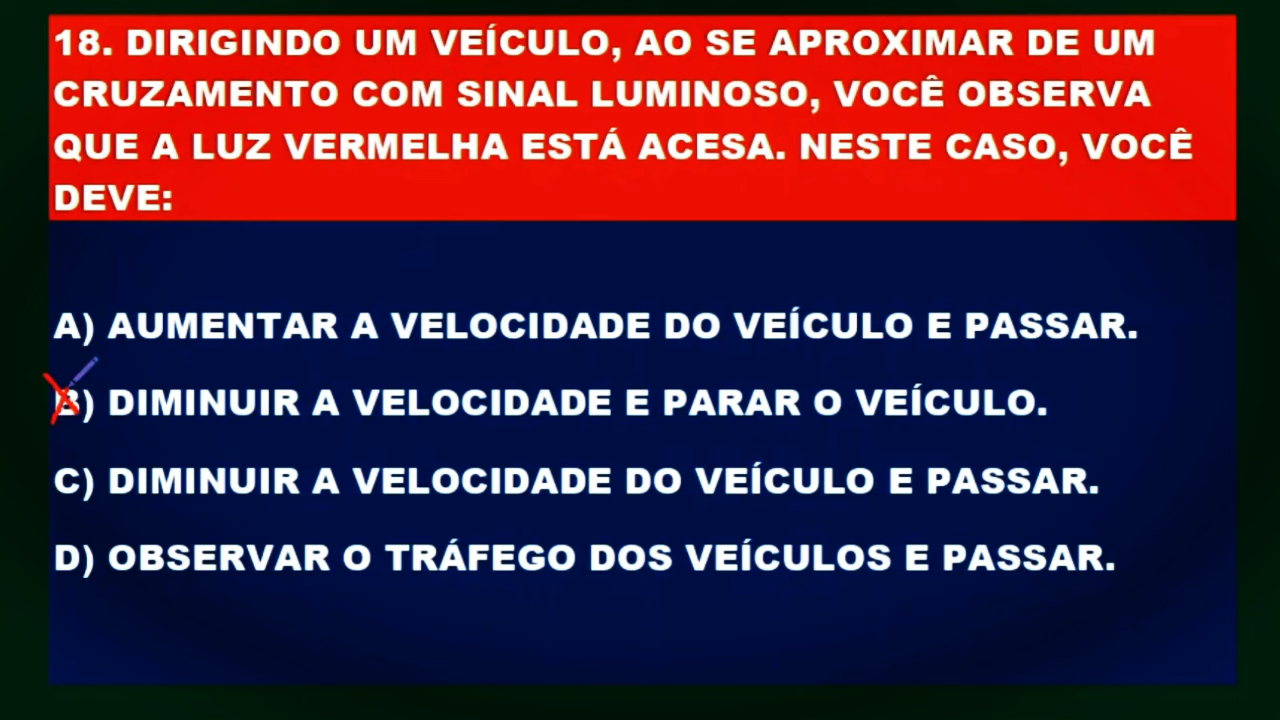 18. DIRIGINDO UM VEÍCULO, AO SE APROXIMAR DE UM
CRUZAMENTO COM SINAL LUMINOSO, VOCÊ OBSERVA
QUE A LUZ VERMELHA ESTÁ ACESA. NESTE CASO, VOCÊ
DEVE:
A) AUMENTAR A VELOCIDADE DO VEÍCULO E PASSAR.
B) DIMINUIR A VELOCIDADE E PARAR O VEÍCULO.
C) DIMINUIR A VELOCIDADE DO VEÍCULO E PASSAR.
D) OBSERVAR O TRÁFEGO DOS VEÍCULOS E PASSAR.